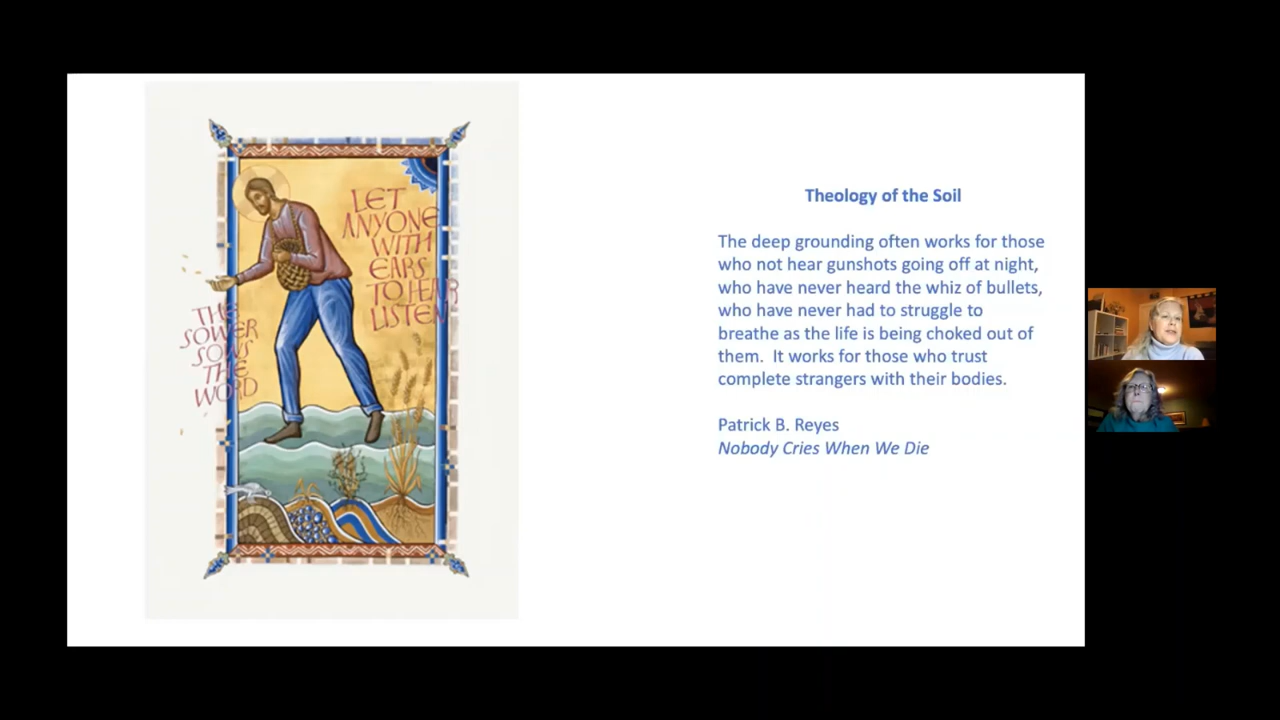 LET
ANYONE
WITH
EARS
TO HEAR
LISTEN
THE
SOWER
SOWS
THE
WORD
Theology of the Soil
The deep grounding often works for those
who not hear gunshots going off at night,
who have never heard the whiz of bullets,
who have never had to struggle to
breathe as the life is being choked out of
them. It works for those who trust
complete strangers with their bodies.
Patrick B. Reyes
Nobody Cries When We Die